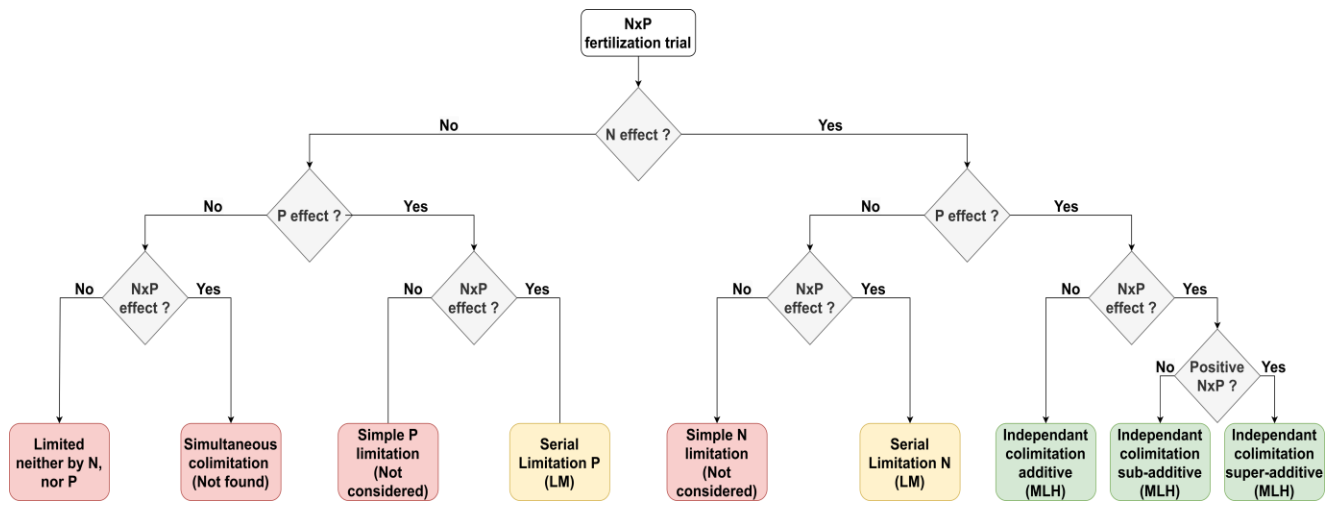 NxP
fertilization trial
N effect ?
No
Yes
P effect ?
P effect ?
No
Yes
No
Yes
NxP
effect ?
NxP
effect ?
NxP
effect ?
NxP
effect ?
No
Yes
No
Yes
No
Yes
No
Yes
Positive
NxP ?
No
Yes
Limited
neither by N,
nor P
Simultaneous
colimitation
(Not found)
Simple P
limitation
(Not
considered)
Serial
Limitation P
(LM)
Simple N
limitation
(Not
considered)
Serial
Limitation N
(LM)
Independant
colimitation
additive
(MLH)
Independant
colimitation
sub-additive
(MLH)
Independant
colimitation
super-additive
(MLH)